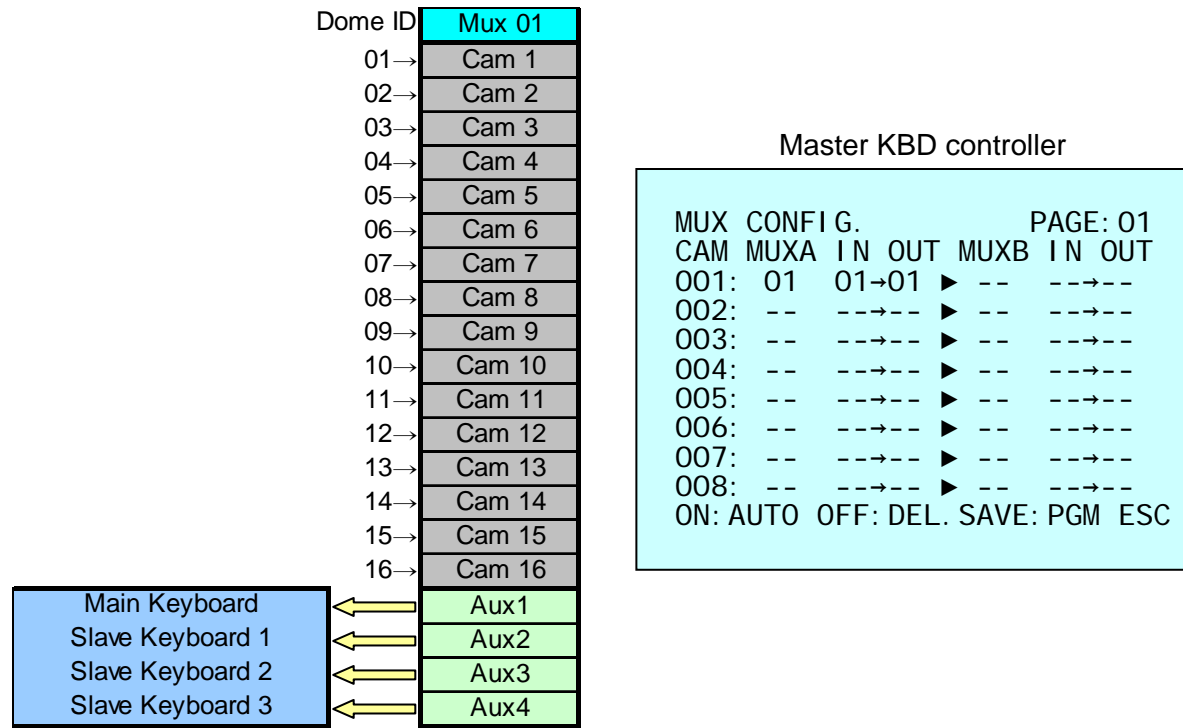 Dome ID Mux 01
01→ Cam 1
02→ Cam 2
03→ Cam 3
04→ Cam 4
05→ Cam 5
06→ Cam 6
07→ Cam 7
08→ Cam 8
09→ Cam 9
10→ Cam 10
11→ Cam 11
12→ Cam 12
13→ Cam 13
14→ Cam 14
15→ Cam 15
16→ Cam 16
Main Keyboard Aux1
Slave Keyboard 1 Aux2
Slave Keyboard 2 Aux3
Slave Keyboard 3 Aux4
Master KBD controller
MUX CONFIG. PAGE:01
CAM MUXA IN OUT MUXB IN OUT
001: 01 01→01 ► -- --→--
002: -- --→-- ► -- --→--
003: -- --→-- ► -- --→--
004: -- --→-- ► -- --→--
005: -- --→-- ► -- --→--
006: -- --→-- ► -- --→--
007: -- --→-- ► -- --→--
008: -- --→-- ► -- --→--
ON:AUTO OFF:DEL. SAVE:PGM ESC